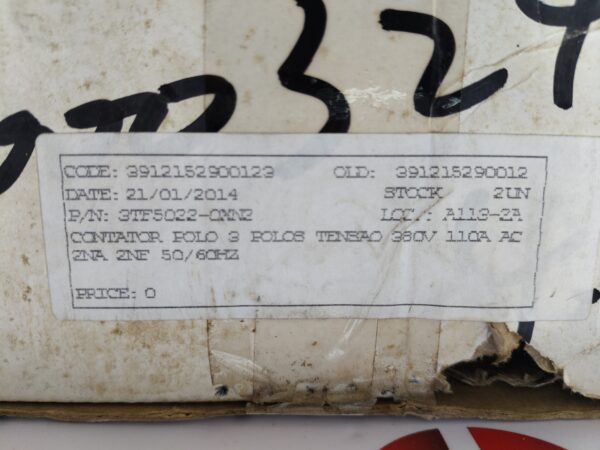 324
CODE: 3912152900123 OLD: 391215290012
DATE: 21/01/2014 STOCK 2UN
P/N: 3TF5022-0XN2 LOC.: A113-2A
CONTATOR POLO 3 POLOS TENSAO 380V 110A AC
2NA 2NF 50/60HZ
PRICE: 0